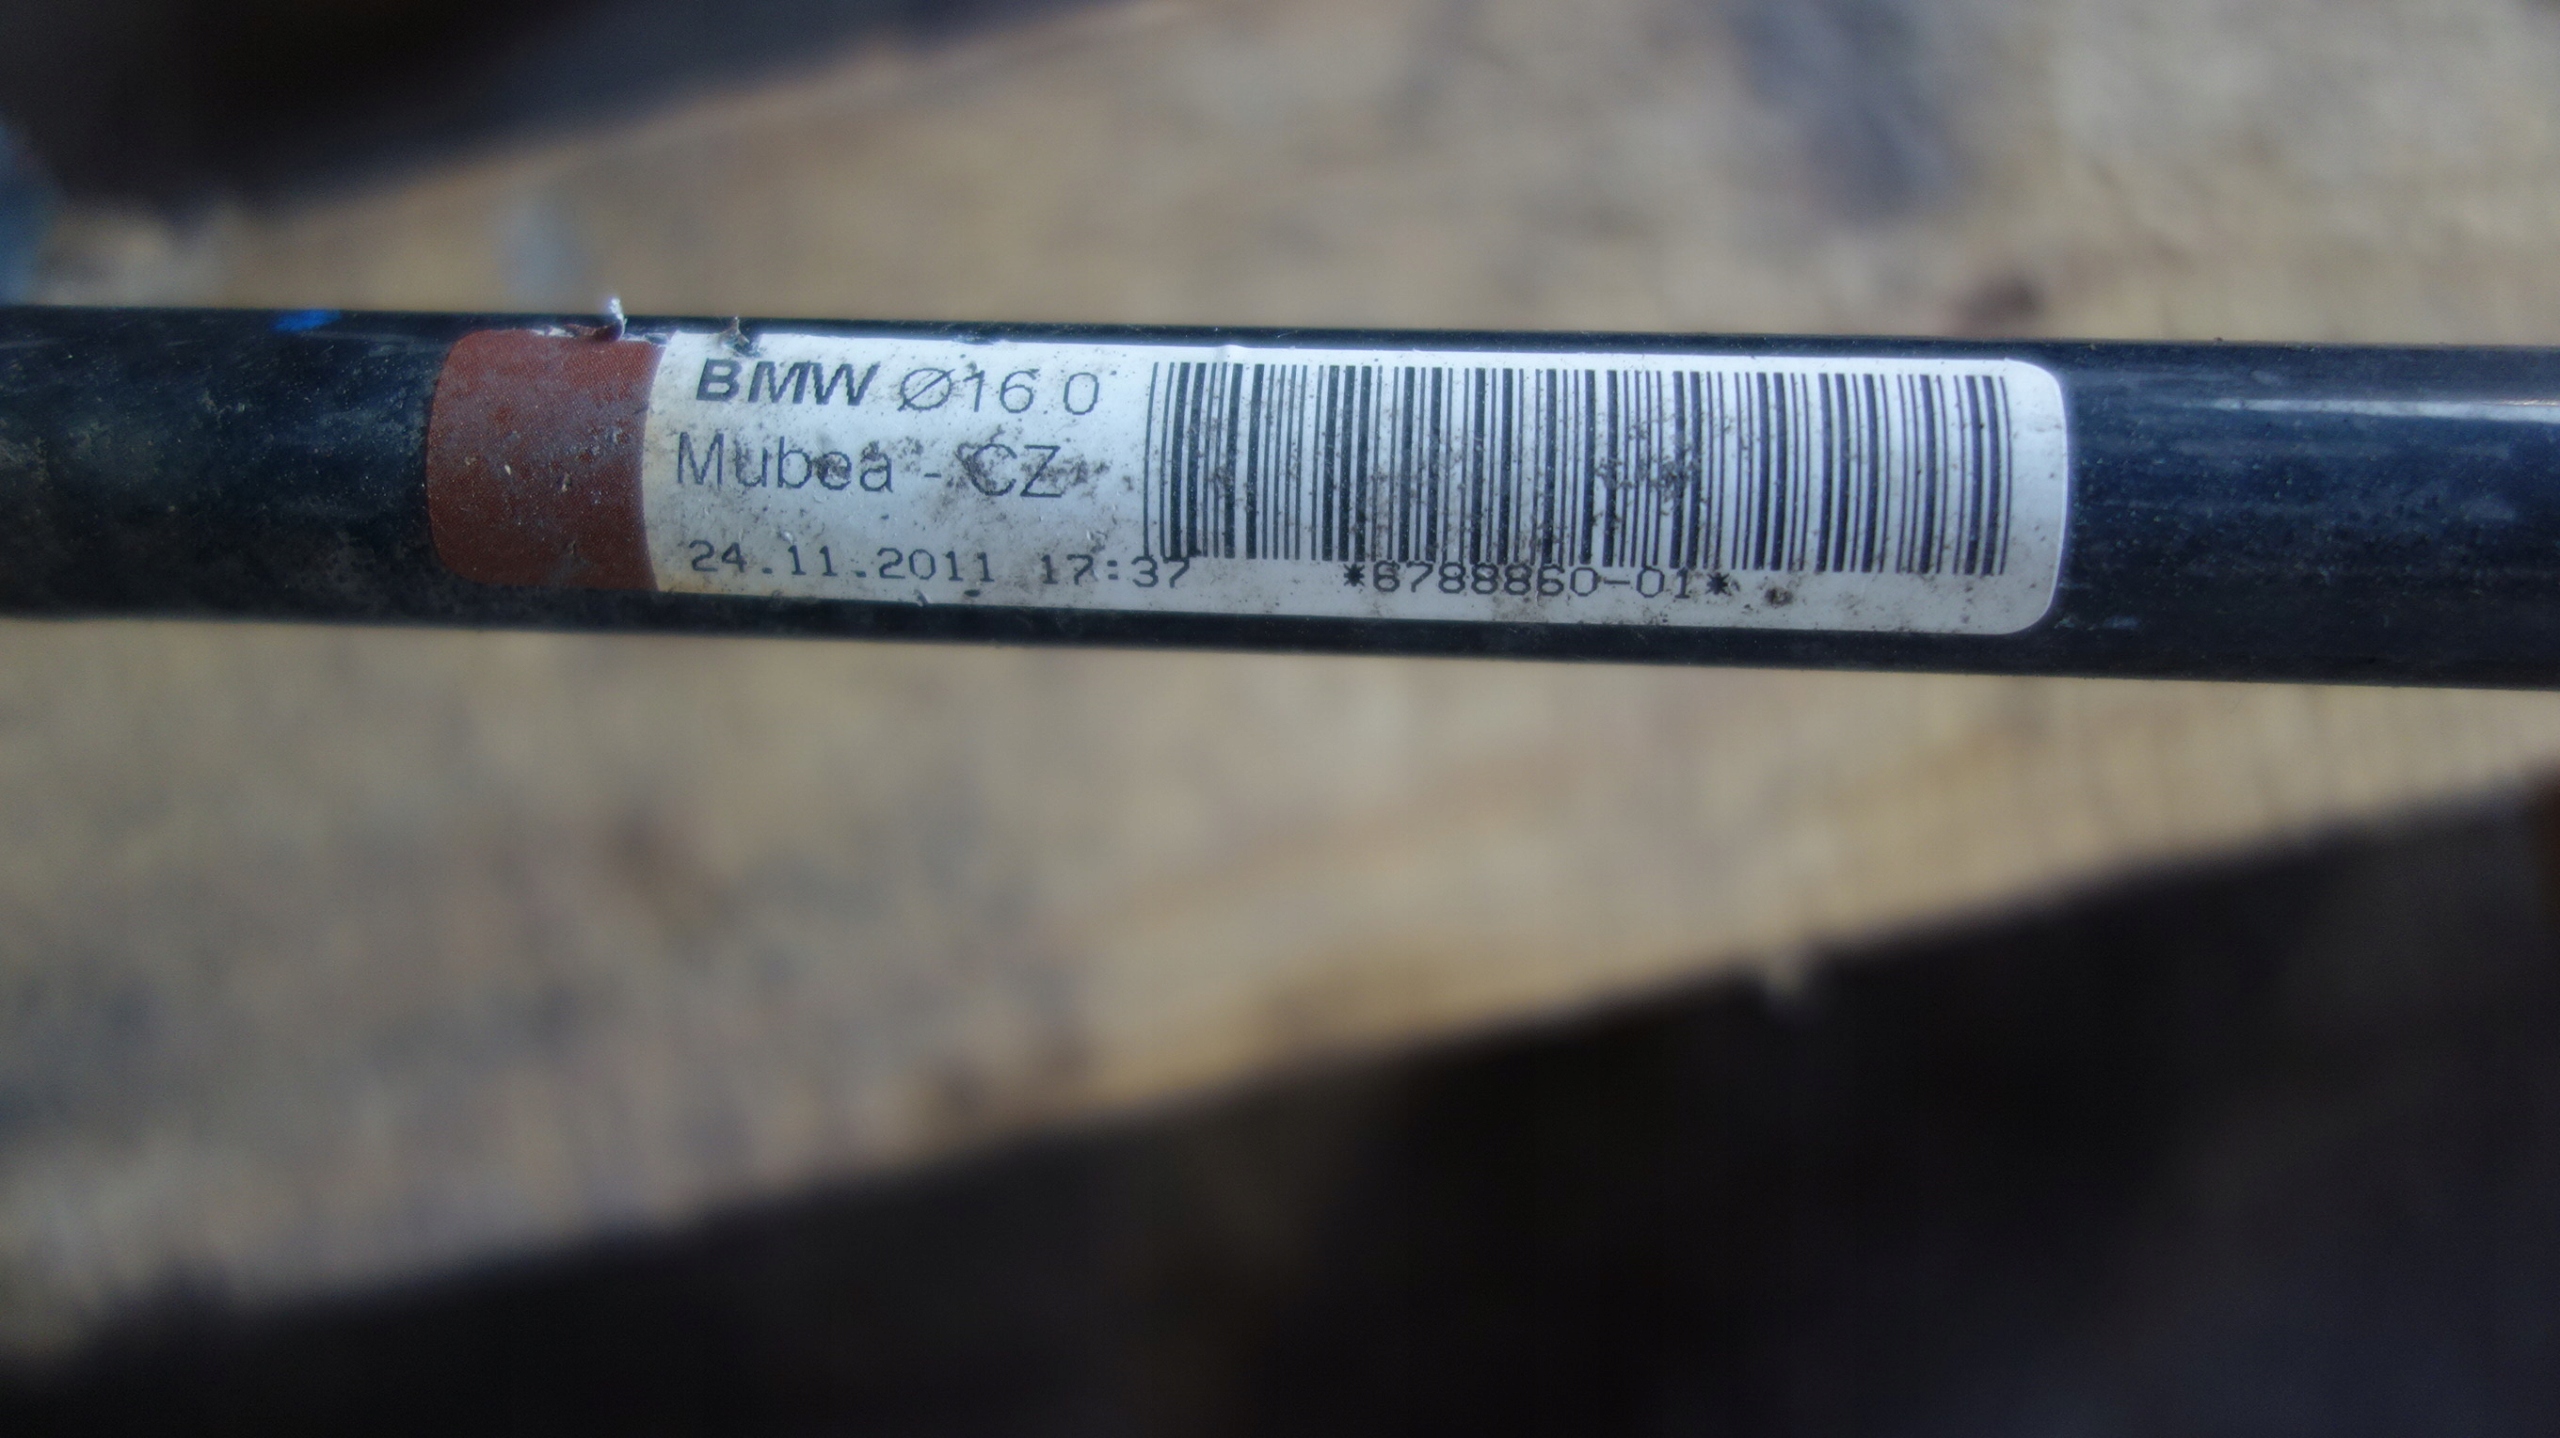 BMW Ø16 0
Mubea - CZ
24.11.2011 17:37
*6788860-01*